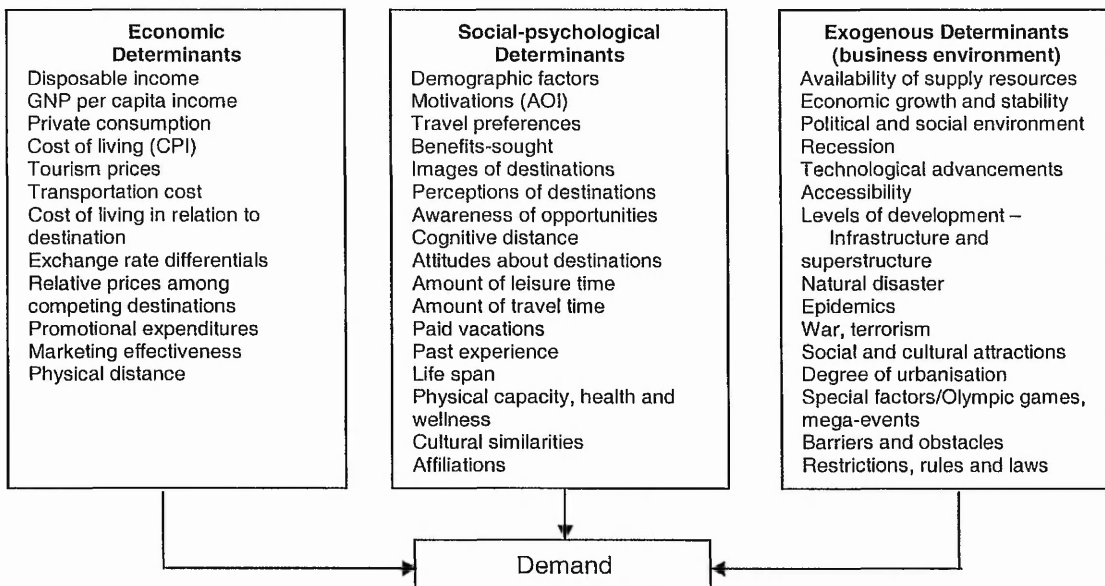 Economic
Determinants
Disposable income
GNP per capita income
Private consumption
Cost of living (CPI)
Tourism prices
Transportation cost
Cost of living in relation to
destination
Exchange rate differentials
Relative prices among
competing destinations
Promotional expenditures
Marketing effectiveness
Physical distance
Social-psychological
Determinants
Demographic factors
Motivations (AOI)
Travel preferences
Benefits-sought
Images of destinations
Perceptions of destinations
Awareness of opportunities
Cognitive distance
Attitudes about destinations
Amount of leisure time
Amount of travel time
Paid vacations
Past experience
Life span
Physical capacity, health and
wellness
Cultural similarities
Affiliations
Exogenous Determinants
(business environment)
Availability of supply resources
Economic growth and stability
Political and social environment
Recession
Technological advancements
Accessibility
Levels of development –
Infrastructure and
superstructure
Natural disaster
Epidemics
War, terrorism
Social and cultural attractions
Degree of urbanisation
Special factors/Olympic games,
mega-events
Barriers and obstacles
Restrictions, rules and laws
Demand